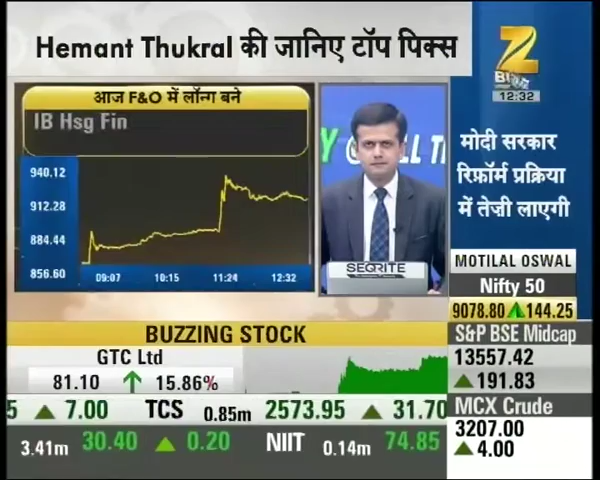 Hemant Thukral की जानिए टॉप पिक्स
12:32
आज F&O में लॉन्ग बने
IB Hsg Fin
940.12
912.28
884.44
856.60
09:07 10:15 11:24 12:32
SEQRITE
मोदी सरकार
रिफ़ॉर्म प्रक्रिया
में तेज़ी लाएगी
MOTILAL OSWAL
Nifty 50
9078.80 ▲ 144.25
S&P BSE Midcap
13557.42
▲ 191.83
MCX Crude
3207.00
▲ 4.00
BUZZING STOCK
GTC Ltd
81.10 ↑ 15.86%
5 ▲ 7.00 TCS 0.85m 2573.95 ▲ 31.70
3.41m 30.40 ▲ 0.20 NIIT 0.14m 74.85